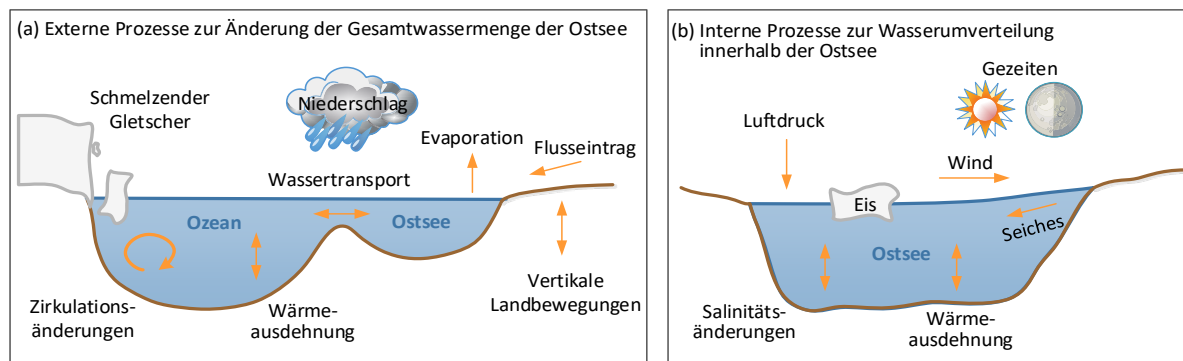 (a) Externe Prozesse zur Änderung der Gesamtwassermenge der Ostsee
Schmelzender
Gletscher
Niederschlag
Evaporation
Flusseintrag
Wassertransport
Ozean
Ostsee
Zirkulations-
änderungen
Wärme-
ausdehnung
Vertikale
Landbewegungen
(b) Interne Prozesse zur Wasserumverteilung
innerhalb der Ostsee
Gezeiten
Luftdruck
Wind
Eis
Seiches
Ostsee
Salinitäts-
änderungen
Wärme-
ausdehnung